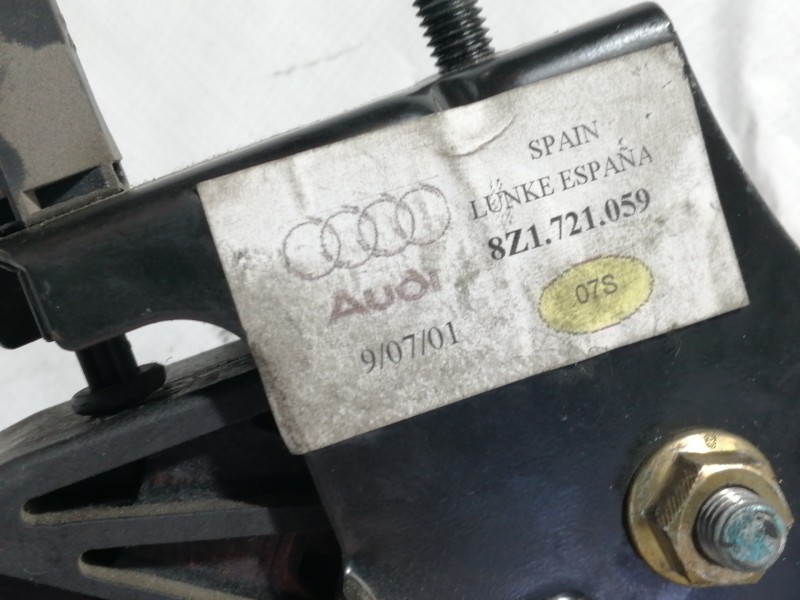 SPAIN
LUNKE ESPAÑA
8Z1.721.059
Audi
07S
9/07/01